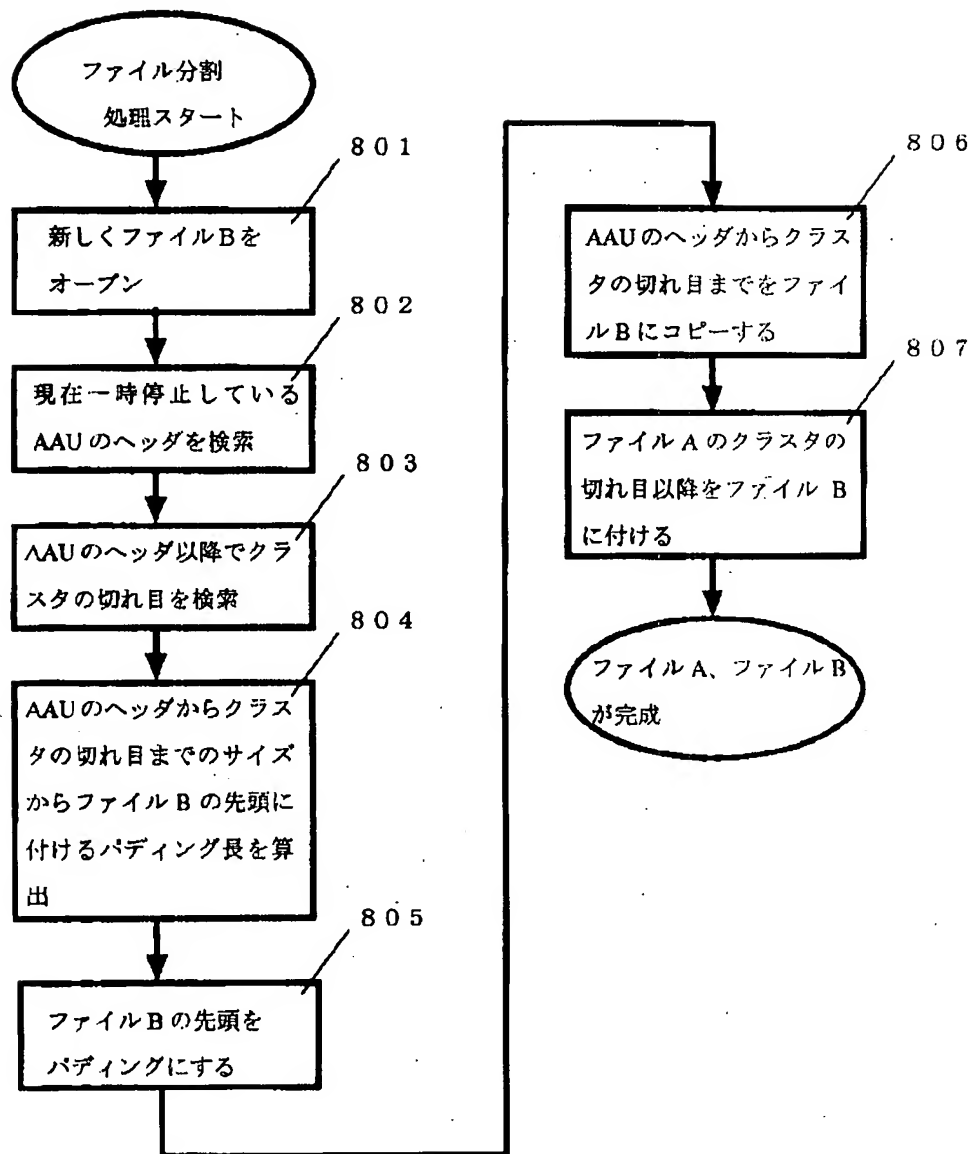 ファイル分割
処理スタート
801
新しくファイルBを
オープン
802
現在一時停止している
AAUのヘッダを検索
803
AAUのヘッダ以降でクラ
スタの切れ目を検索
804
AAUのヘッダからクラス
タの切れ目までのサイズ
からファイルBの先頭に
付けるパディング長を算
出
805
ファイルBの先頭を
パディングにする
806
AAUのヘッダからクラス
タの切れ目までをファイ
ルBにコピーする
807
ファイルAのクラスタの
切れ目以降をファイルB
に付ける
ファイルA、ファイルB
が完成